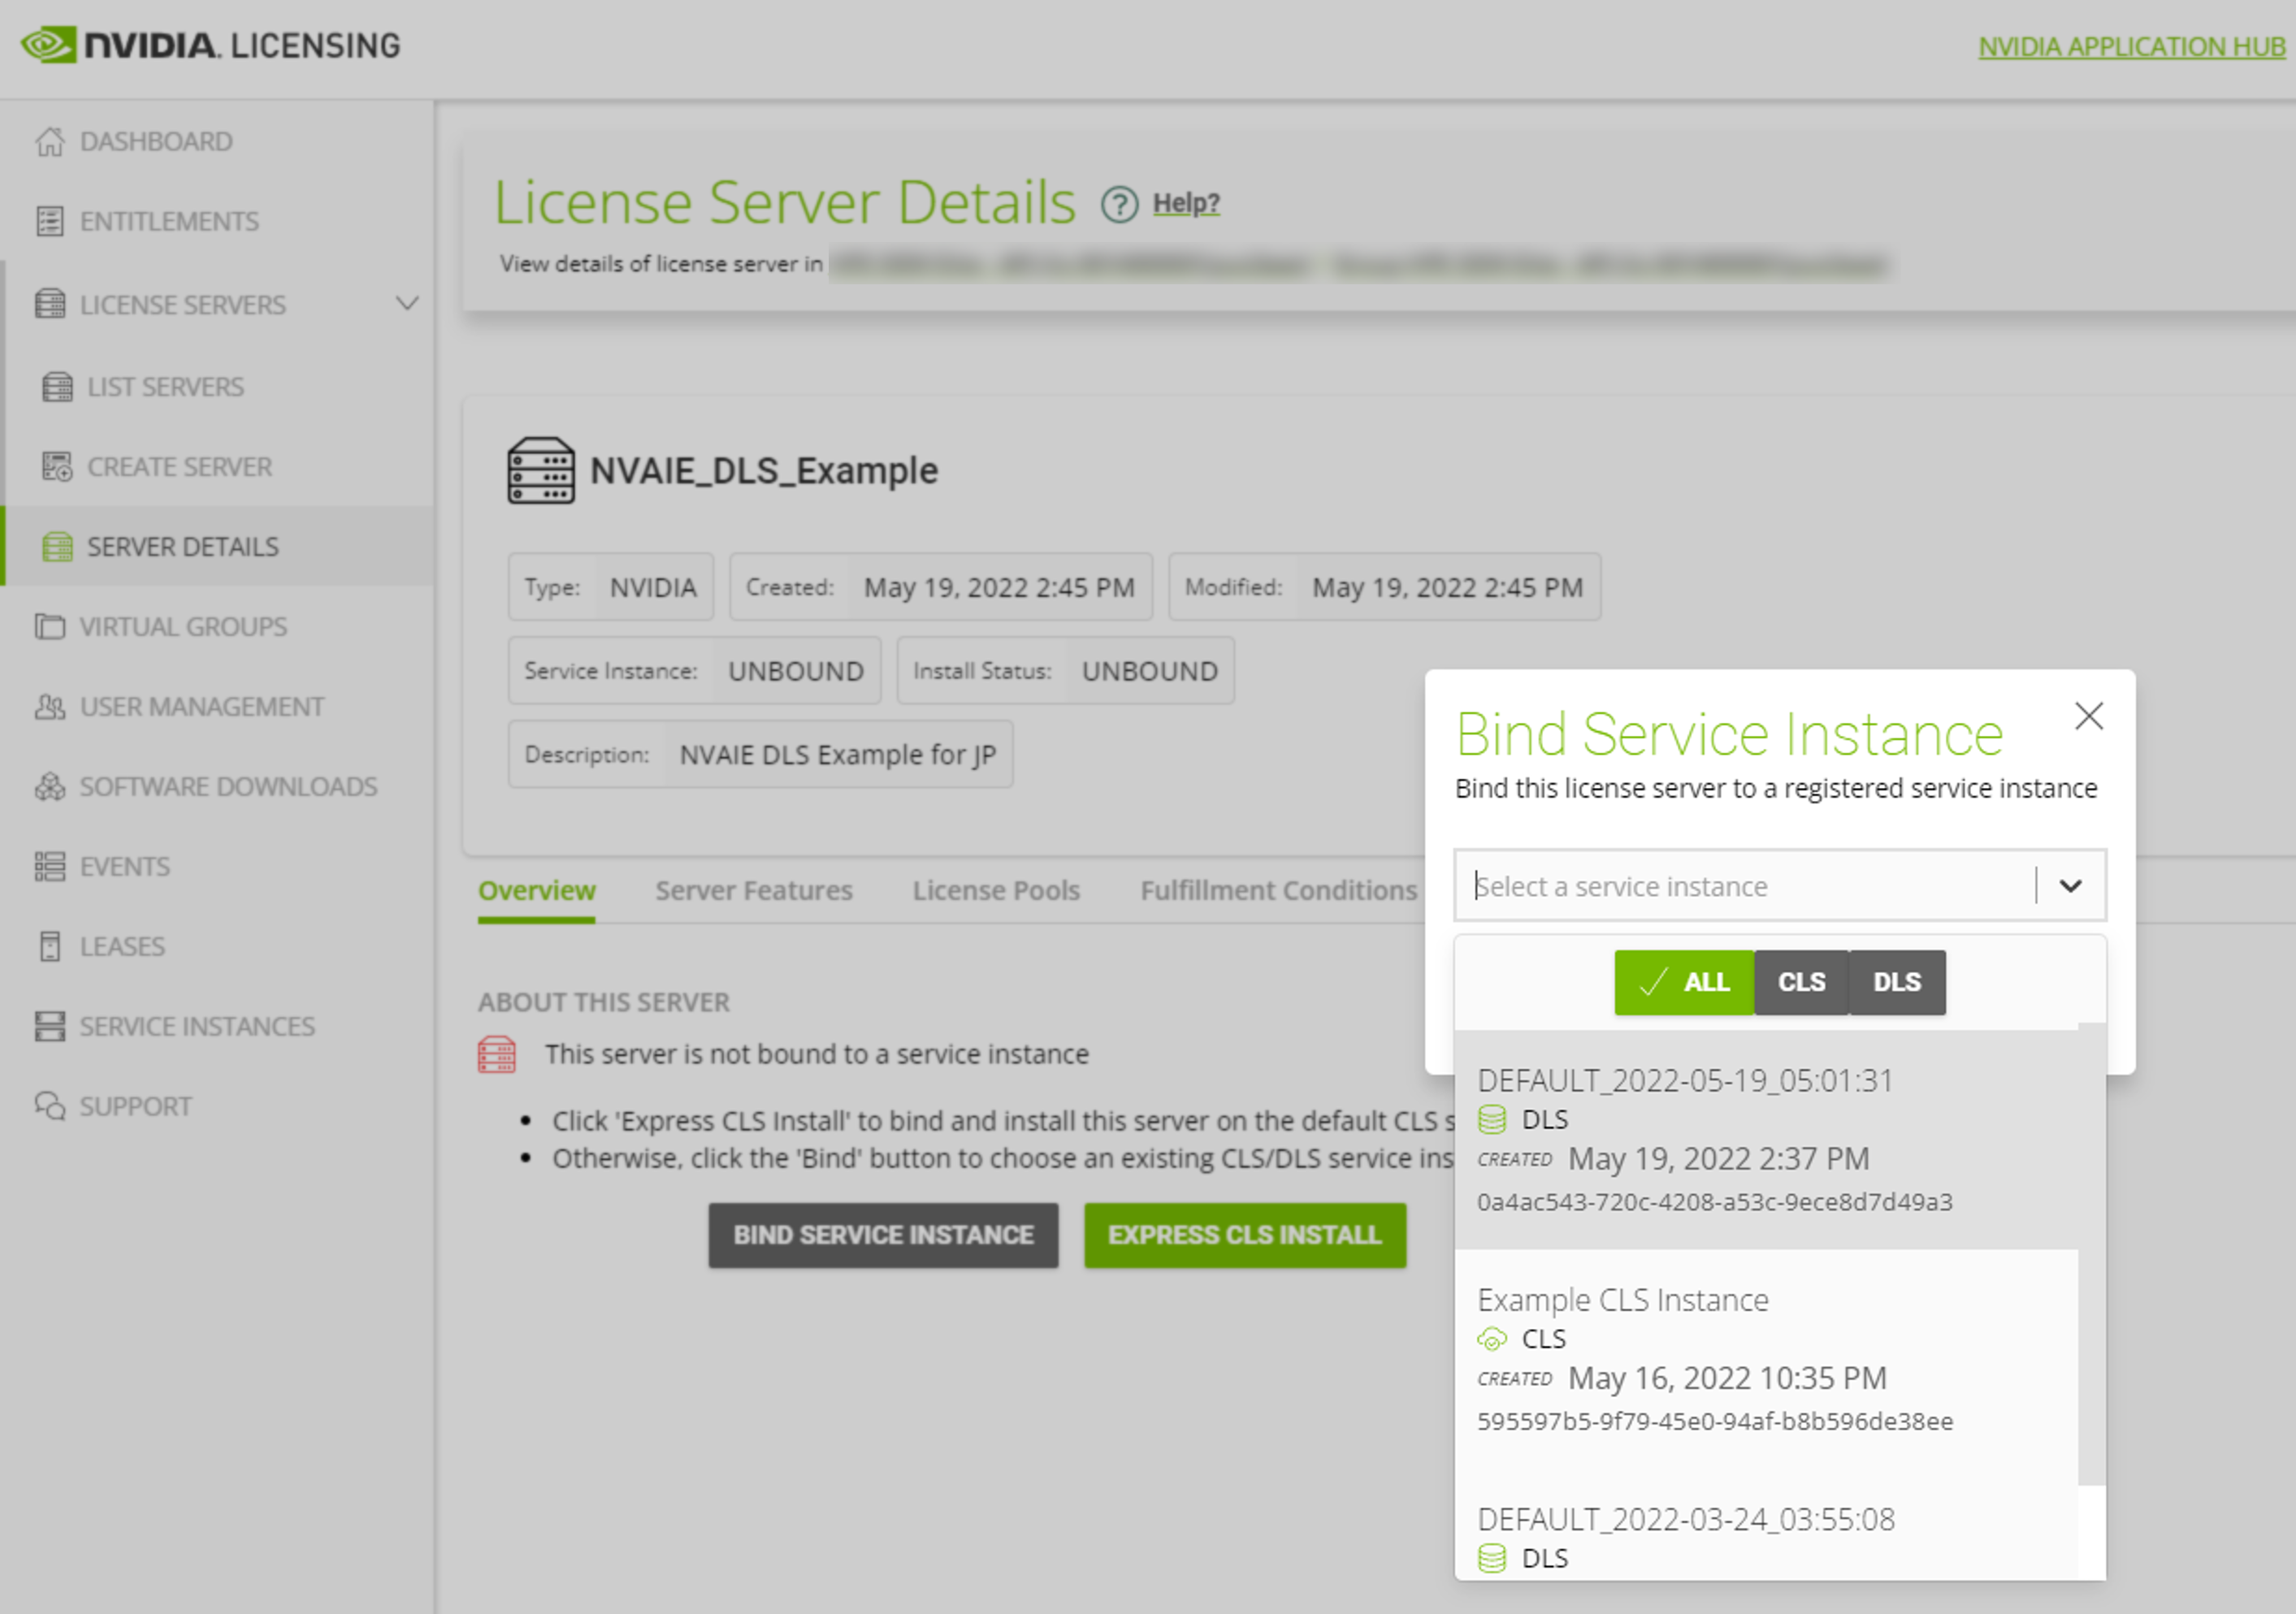 NVIDIA. LICENSING
NVIDIA APPLICATION HUB
DASHBOARD
ENTITLEMENTS
LICENSE SERVERS
LIST SERVERS
CREATE SERVER
SERVER DETAILS
VIRTUAL GROUPS
USER MANAGEMENT
SOFTWARE DOWNLOADS
EVENTS
LEASES
SERVICE INSTANCES
SUPPORT
License Server Details ? Help?
View details of license server in
NVAIE_DLS_Example
Type: NVIDIA Created: May 19, 2022 2:45 PM Modified: May 19, 2022 2:45 PM
Service Instance: UNBOUND Install Status: UNBOUND
Description: NVAIE DLS Example for JP
Overview Server Features License Pools Fulfillment Conditions
ABOUT THIS SERVER
This server is not bound to a service instance
• Click 'Express CLS Install' to bind and install this server on the default CLS s
• Otherwise, click the 'Bind' button to choose an existing CLS/DLS service ins
BIND SERVICE INSTANCE EXPRESS CLS INSTALL
Bind Service Instance
Bind this license server to a registered service instance
Select a service instance
ALL CLS DLS
DEFAULT_2022-05-19_05:01:31
DLS
CREATED May 19, 2022 2:37 PM
0a4ac543-720c-4208-a53c-9ece8d7d49a3
Example CLS Instance
CLS
CREATED May 16, 2022 10:35 PM
595597b5-9f79-45e0-94af-b8b596de38ee
DEFAULT_2022-03-24_03:55:08
DLS